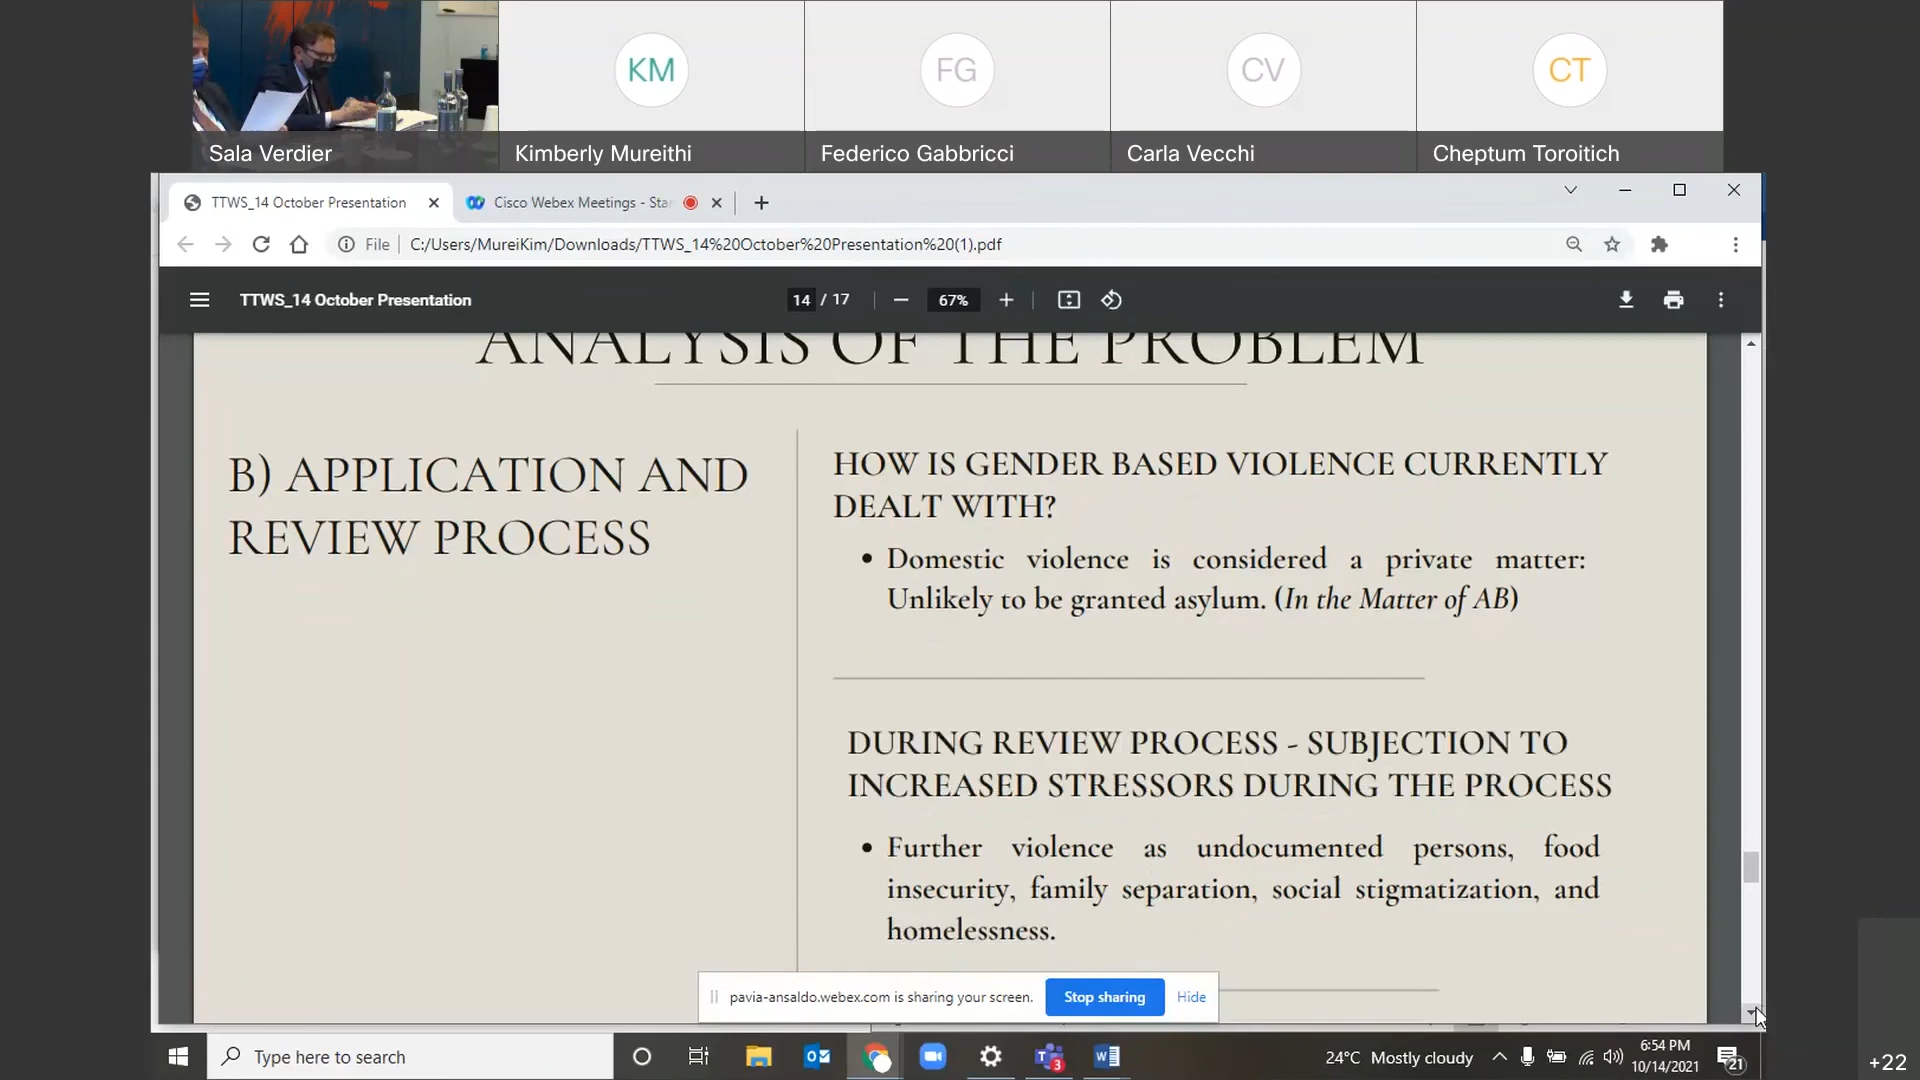 KM
FG
CV
CT
Sala Verdier
Kimberly Mureithi
Federico Gabbricci
Carla Vecchi
Cheptum Toroitich
TTWS_14 October Presentation
Cisco Webex Meetings - Sta
File
C:/Users/MureiKim/Downloads/TTWS_14%20October%20Presentation%20(1).pdf
TTWS_14 October Presentation
14 / 17
67%
ANALYSIS OF THE PROBLEM
B) APPLICATION AND
REVIEW PROCESS
HOW IS GENDER BASED VIOLENCE CURRENTLY
DEALT WITH?
• Domestic violence is considered a private matter:
Unlikely to be granted asylum. (In the Matter of AB)
DURING REVIEW PROCESS - SUBJECTION TO
INCREASED STRESSORS DURING THE PROCESS
• Further violence as undocumented persons, food
insecurity, family separation, social stigmatization, and
homelessness.
pavia-ansaldo.webex.com is sharing your screen.
Stop sharing
Hide
Type here to search
3
24°C Mostly cloudy
6:54 PM
10/14/2021
21
+22